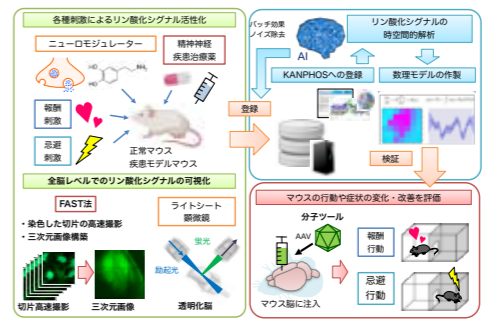 各種刺激によるリン酸化シグナル活性化
ニューロモジュレーター
精神神経
疾患治療薬
HO
HO
NH₂
報酬
刺激
忌避
刺激
正常マウス
疾患モデルマウス
全脳レベルでのリン酸化シグナルの可視化
FAST法
・染色した切片の高速撮影
・三次元画像構築
切片高速撮影
三次元画像
ライトシート
顕微鏡
蛍光
励起光
透明化脳
登録
バッチ効果
ノイズ除去
AI
リン酸化シグナルの
時空間的解析
KANPHOSへの登録
数理モデルの作製
検証
マウスの行動や症状の変化・改善を評価
分子ツール
AAV
マウス脳に注入
報酬
行動
忌避
行動